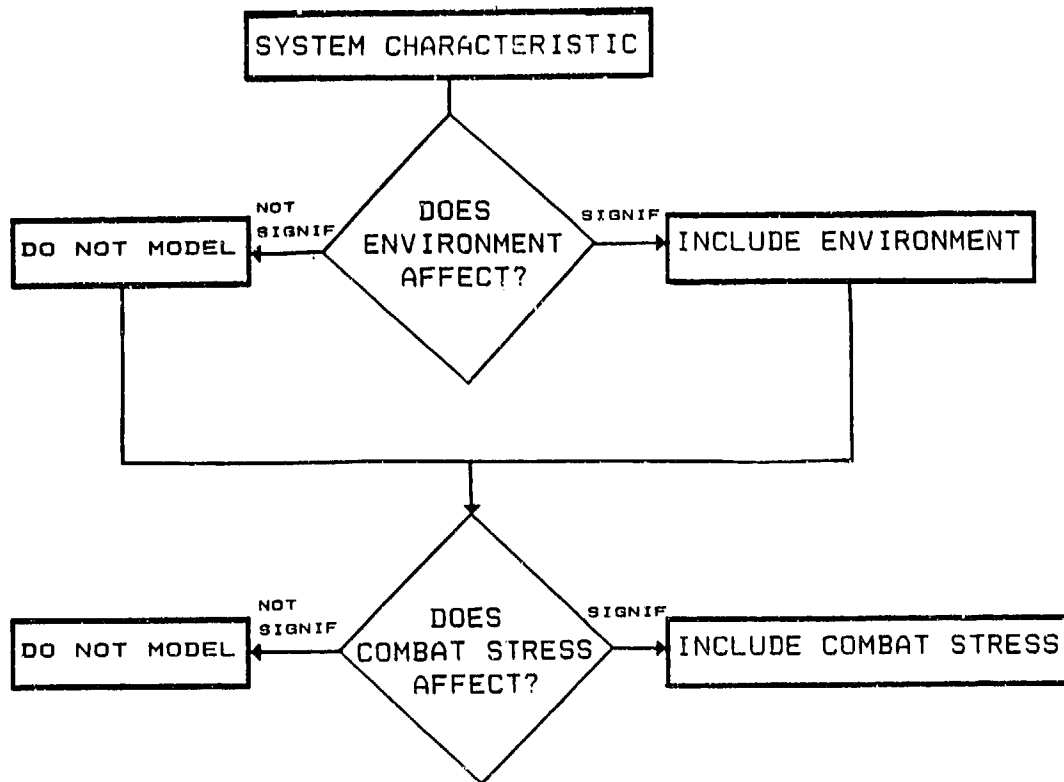 SYSTEM CHARACTERISTIC
DOES
ENVIRONMENT
AFFECT?
NOT
SIGNIF
DO NOT MODEL
SIGNIF
INCLUDE ENVIRONMENT
DOES
COMBAT STRESS
AFFECT?
NOT
SIGNIF
DO NOT MODEL
SIGNIF
INCLUDE COMBAT STRESS